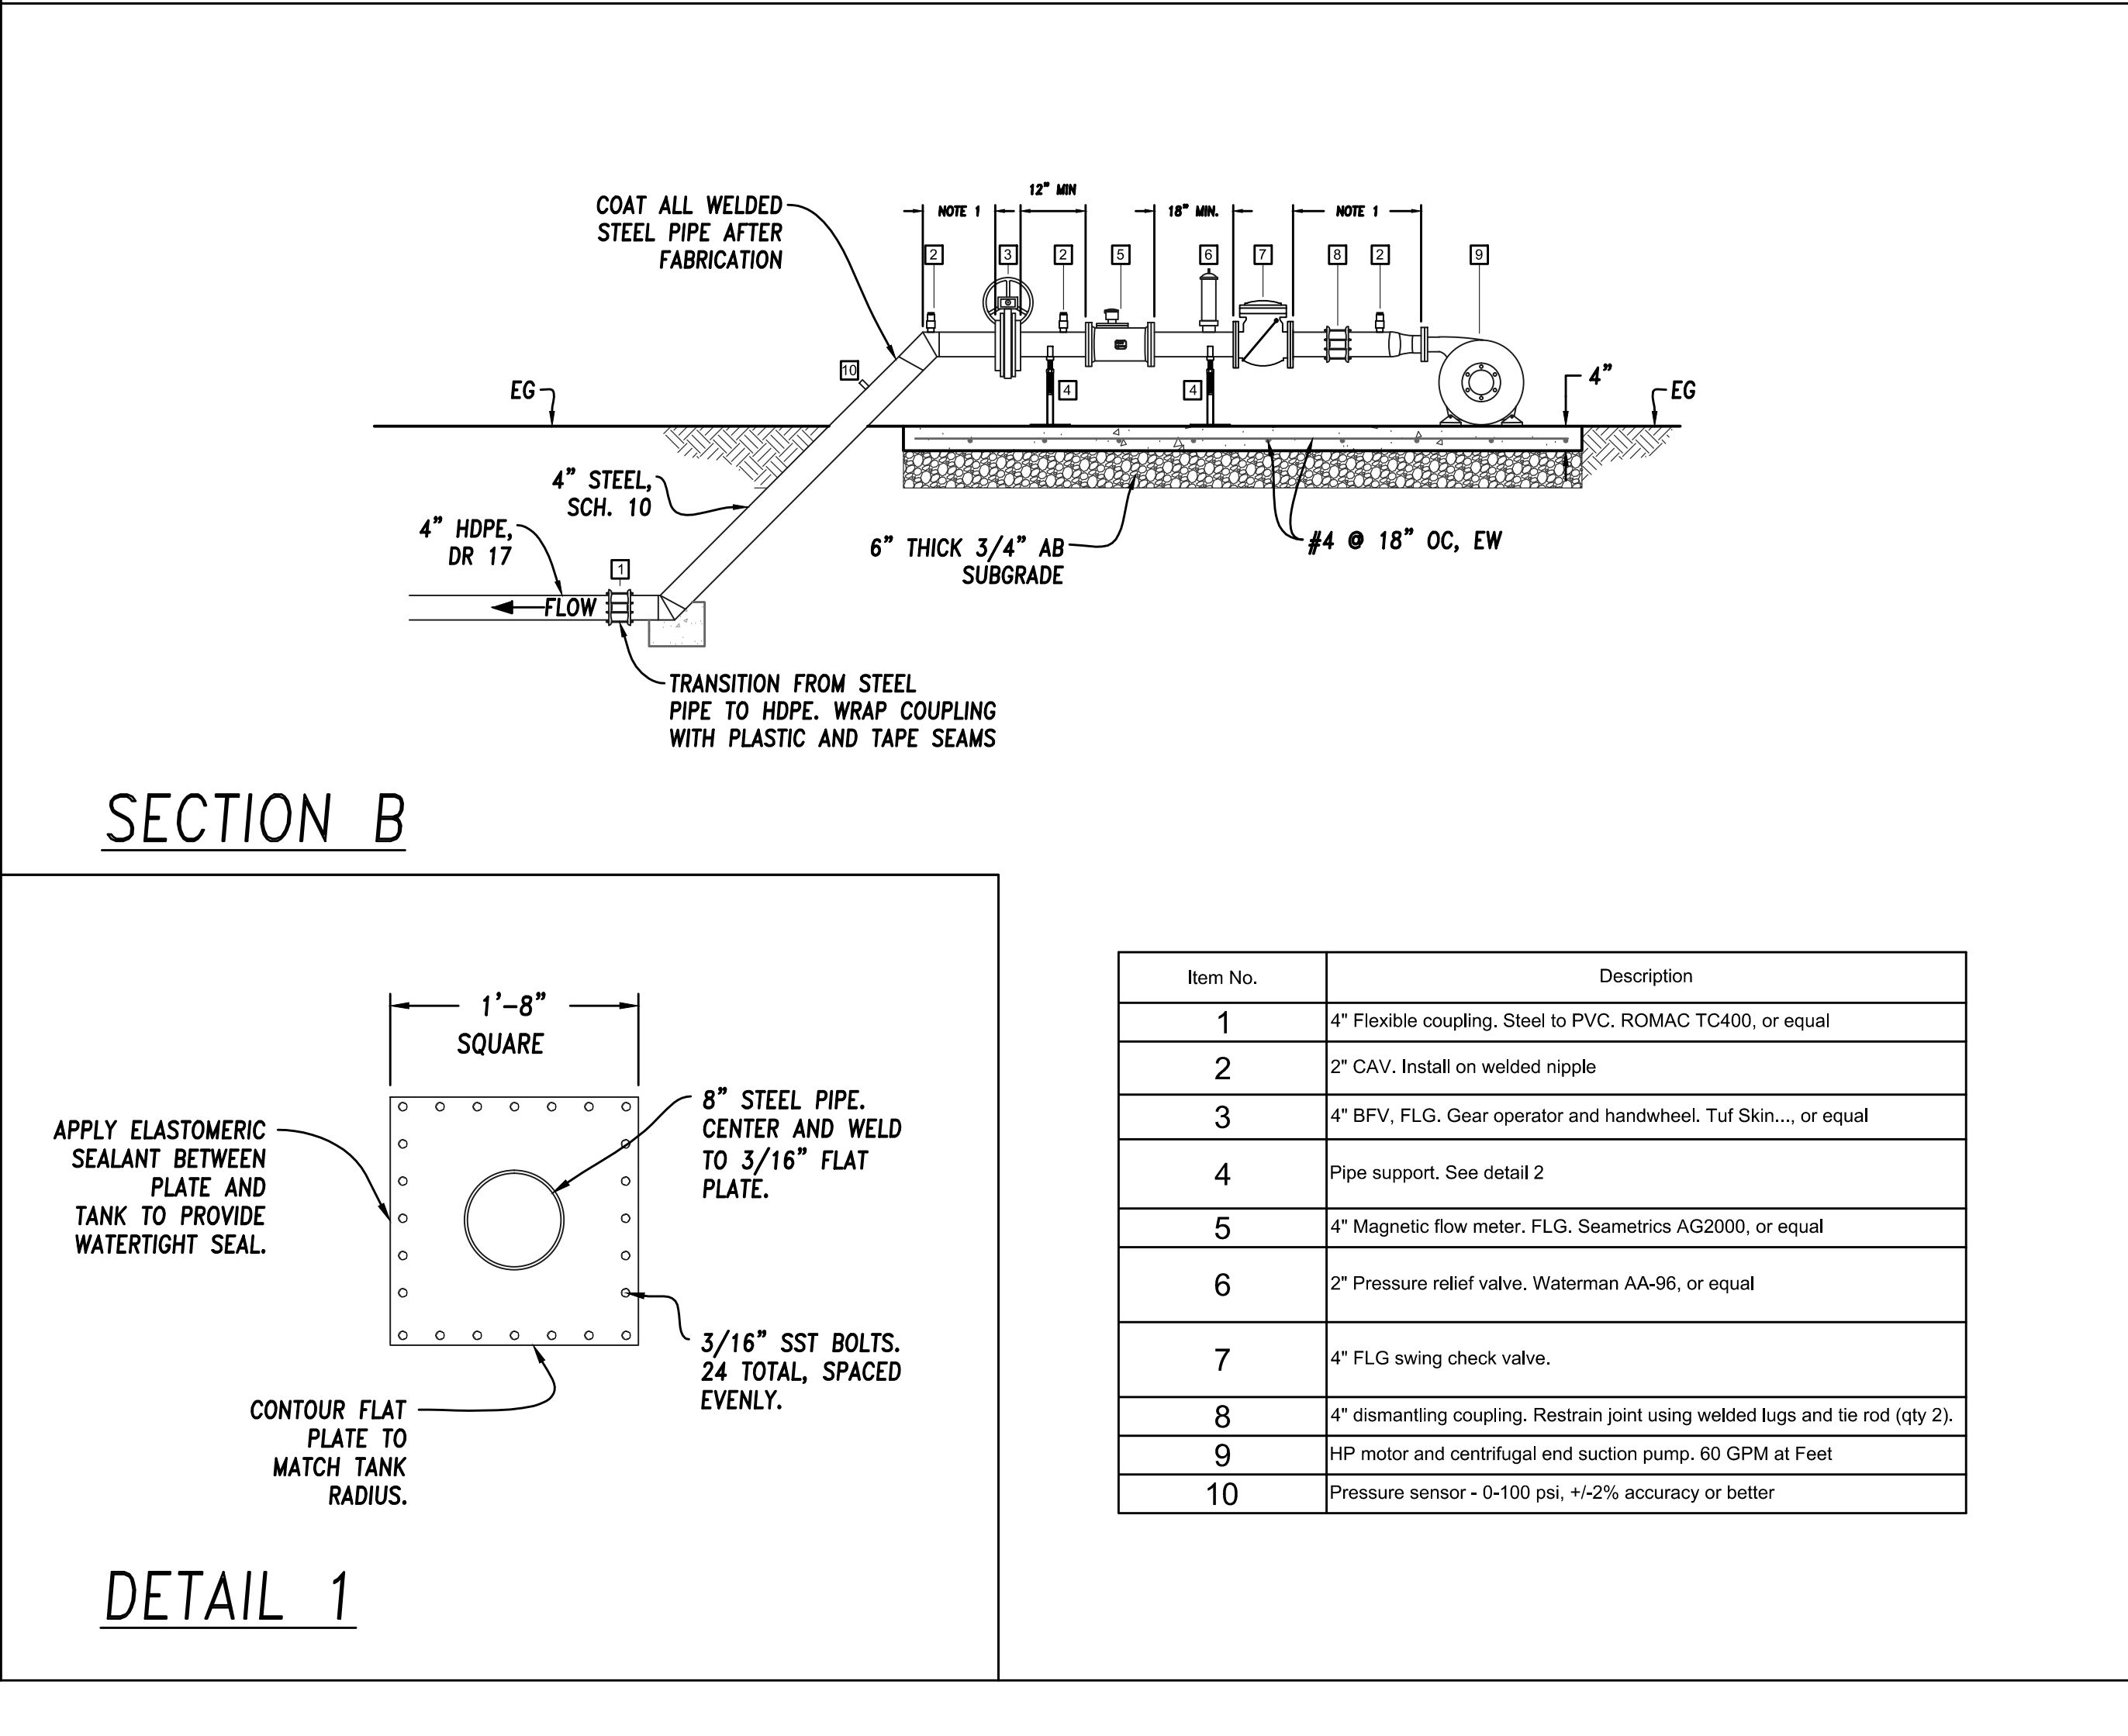 COAT ALL WELDED
STEEL PIPE AFTER
FABRICATION
NOTE 1
12" MIN
18" MIN.
NOTE 1
2
3
2
5
6
7
8
2
9
10
4
4
EG
4"
EG
4" STEEL,
SCH. 10
4" HDPE,
DR 17
1
FLOW
6" THICK 3/4" AB
SUBGRADE
#4 @ 18" OC, EW
TRANSITION FROM STEEL
PIPE TO HDPE. WRAP COUPLING
WITH PLASTIC AND TAPE SEAMS
SECTION B
1'-8"
SQUARE
APPLY ELASTOMERIC
SEALANT BETWEEN
PLATE AND
TANK TO PROVIDE
WATERTIGHT SEAL.
8" STEEL PIPE.
CENTER AND WELD
TO 3/16" FLAT
PLATE.
3/16" SST BOLTS.
24 TOTAL, SPACED
EVENLY.
CONTOUR FLAT
PLATE TO
MATCH TANK
RADIUS.
DETAIL 1
Item No. Description
1 4" Flexible coupling. Steel to PVC. ROMAC TC400, or equal
2 2" CAV. Install on welded nipple
3 4" BFV, FLG. Gear operator and handwheel. Tuf Skin..., or equal
4 Pipe support. See detail 2
5 4" Magnetic flow meter. FLG. Seametrics AG2000, or equal
6 2" Pressure relief valve. Waterman AA-96, or equal
7 4" FLG swing check valve.
8 4" dismantling coupling. Restrain joint using welded lugs and tie rod (qty 2).
9 HP motor and centrifugal end suction pump. 60 GPM at Feet
10 Pressure sensor - 0-100 psi, +/-2% accuracy or better